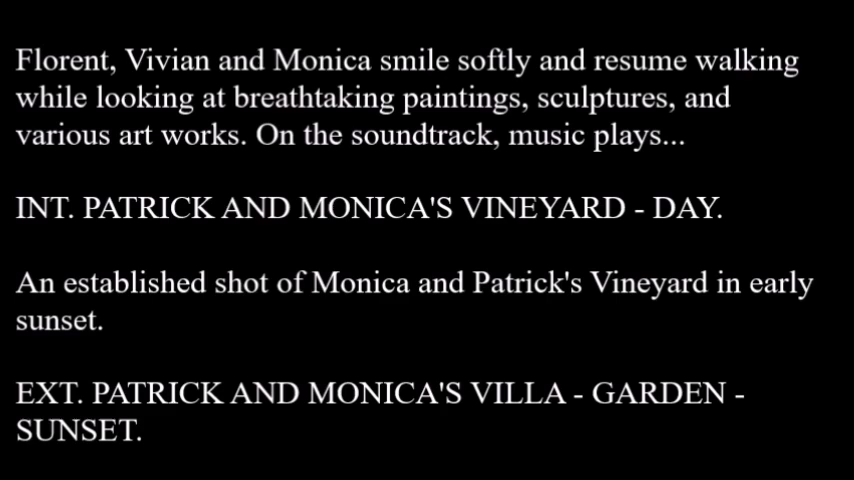 Florent, Vivian and Monica smile softly and resume walking
while looking at breathtaking paintings, sculptures, and
various art works. On the soundtrack, music plays...
INT. PATRICK AND MONICA'S VINEYARD - DAY.
An established shot of Monica and Patrick's Vineyard in early
sunset.
EXT. PATRICK AND MONICA'S VILLA - GARDEN -
SUNSET.